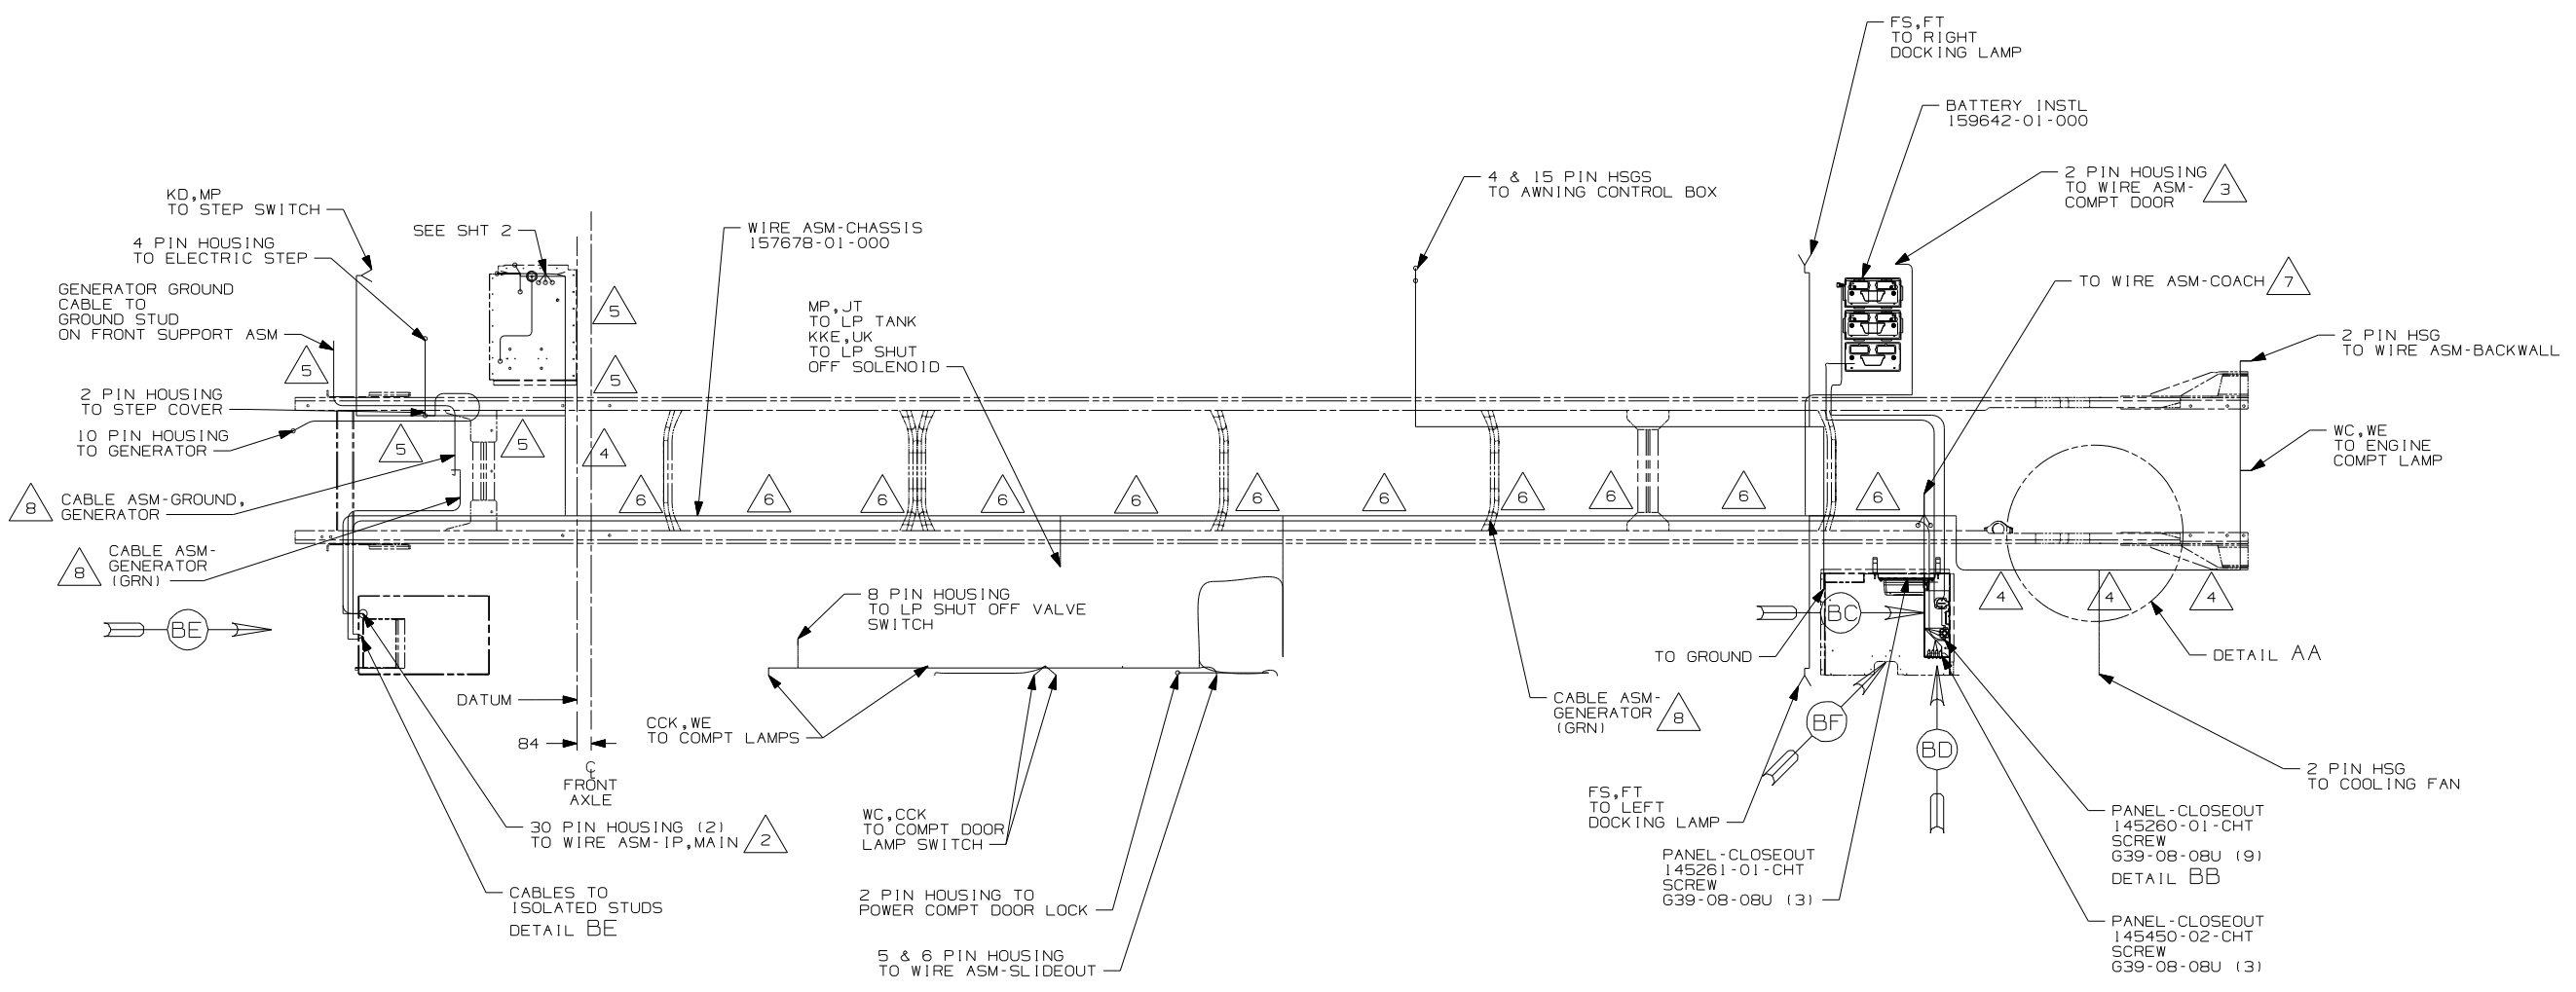 FS,FT
TO RIGHT
DOCKING LAMP
BATTERY INSTL
159642-01-000
2 PIN HOUSING
TO WIRE ASM-
COMPT DOOR
3
4 & 15 PIN HSGS
TO AWNING CONTROL BOX
KD,MP
TO STEP SWITCH
SEE SHT 2
WIRE ASM-CHASSIS
157678-01-000
4 PIN HOUSING
TO ELECTRIC STEP
GENERATOR GROUND
CABLE TO
GROUND STUD
ON FRONT SUPPORT ASM
TO WIRE ASM-COACH
7
MP,JT
TO LP TANK
KKE,UK
TO LP SHUT
OFF SOLENOID
2 PIN HSG
TO WIRE ASM-BACKWALL
5
5
5
2 PIN HOUSING
TO STEP COVER
10 PIN HOUSING
TO GENERATOR
5
5
4
WC,WE
TO ENGINE
COMPT LAMP
8
CABLE ASM-GROUND,
GENERATOR
6
6
6
6
6
6
6
6
6
6
6
8
CABLE ASM-
GENERATOR
(GRN)
4
4
4
BE
8 PIN HOUSING
TO LP SHUT OFF VALVE
SWITCH
BC
TO GROUND
DETAIL AA
DATUM
84
CCK,WE
TO COMPT LAMPS
CABLE ASM-
GENERATOR
(GRN)
8
BF
BD
℄
FRONT
AXLE
2 PIN HSG
TO COOLING FAN
FS,FT
TO LEFT
DOCKING LAMP
30 PIN HOUSING (2)
TO WIRE ASM-IP,MAIN
2
WC,CCK
TO COMPT DOOR
LAMP SWITCH
PANEL-CLOSEOUT
145260-01-CHT
SCREW
G39-08-08U (9)
DETAIL BB
PANEL-CLOSEOUT
145261-01-CHT
SCREW
G39-08-08U (3)
CABLES TO
ISOLATED STUDS
DETAIL BE
2 PIN HOUSING TO
POWER COMPT DOOR LOCK
PANEL-CLOSEOUT
145450-02-CHT
SCREW
G39-08-08U (3)
5 & 6 PIN HOUSING
TO WIRE ASM-SLIDEOUT